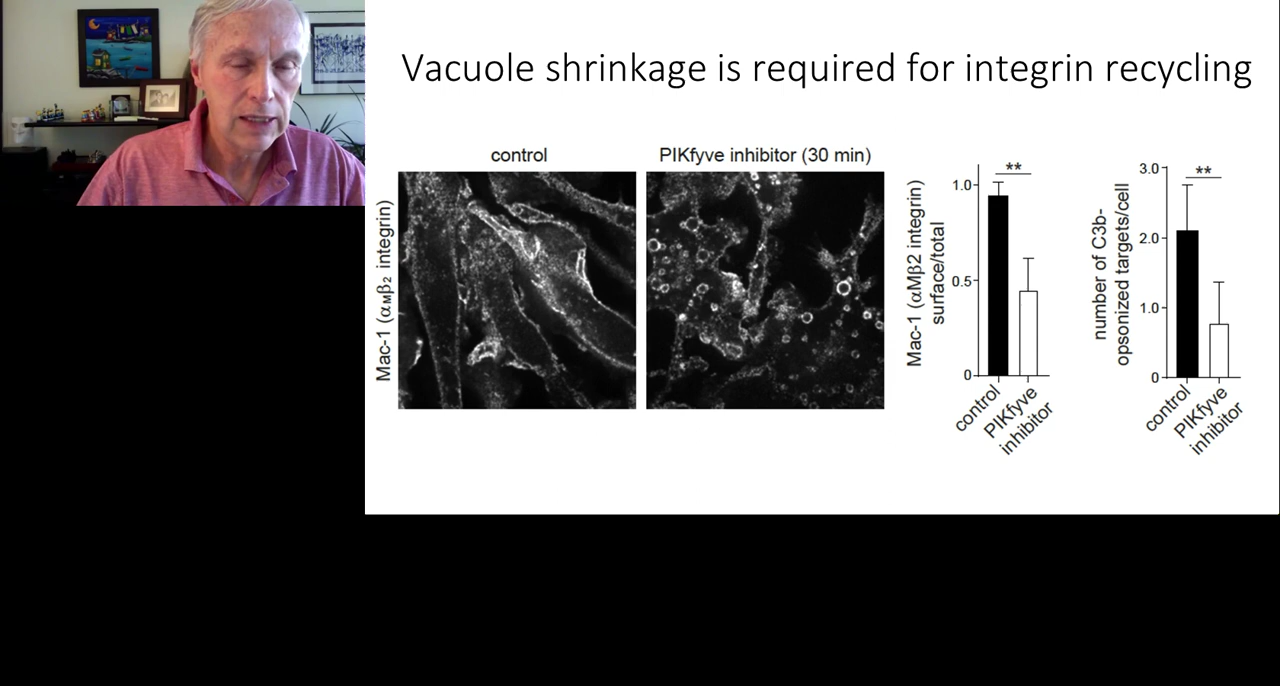 Vacuole shrinkage is required for integrin recycling
control
PIKfyve inhibitor (30 min)
Mac-1 (αᴍβ₂ integrin)
Mac-1 (αMβ2 integrin)
surface/total
1.0
0.5
0
**
control
PIKfyve
inhibitor
number of C3b-
opsonized targets/cell
3.0
2.0
1.0
0
**
control
PIKfyve
inhibitor